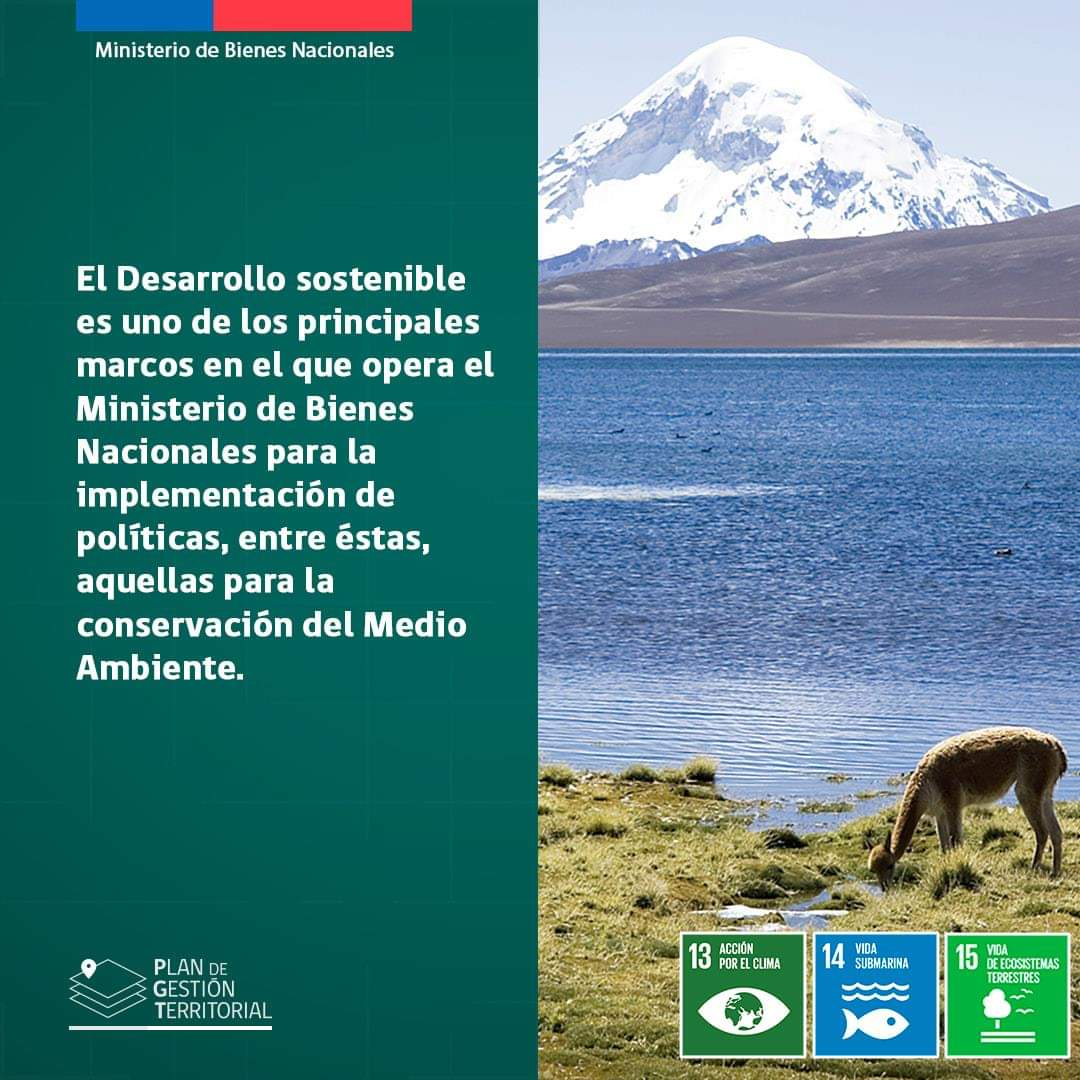 Ministerio de Bienes Nacionales
El Desarrollo sostenible
es uno de los principales
marcos en el que opera el
Ministerio de Bienes
Nacionales para la
implementación de
políticas, entre éstas,
aquellas para la
conservación del Medio
Ambiente.
PLAN DE
GESTIÓN
TERRITORIAL
13 ACCIÓN
POR EL CLIMA
14 VIDA
SUBMARINA
15 VIDA
DE ECOSISTEMAS
TERRESTRES